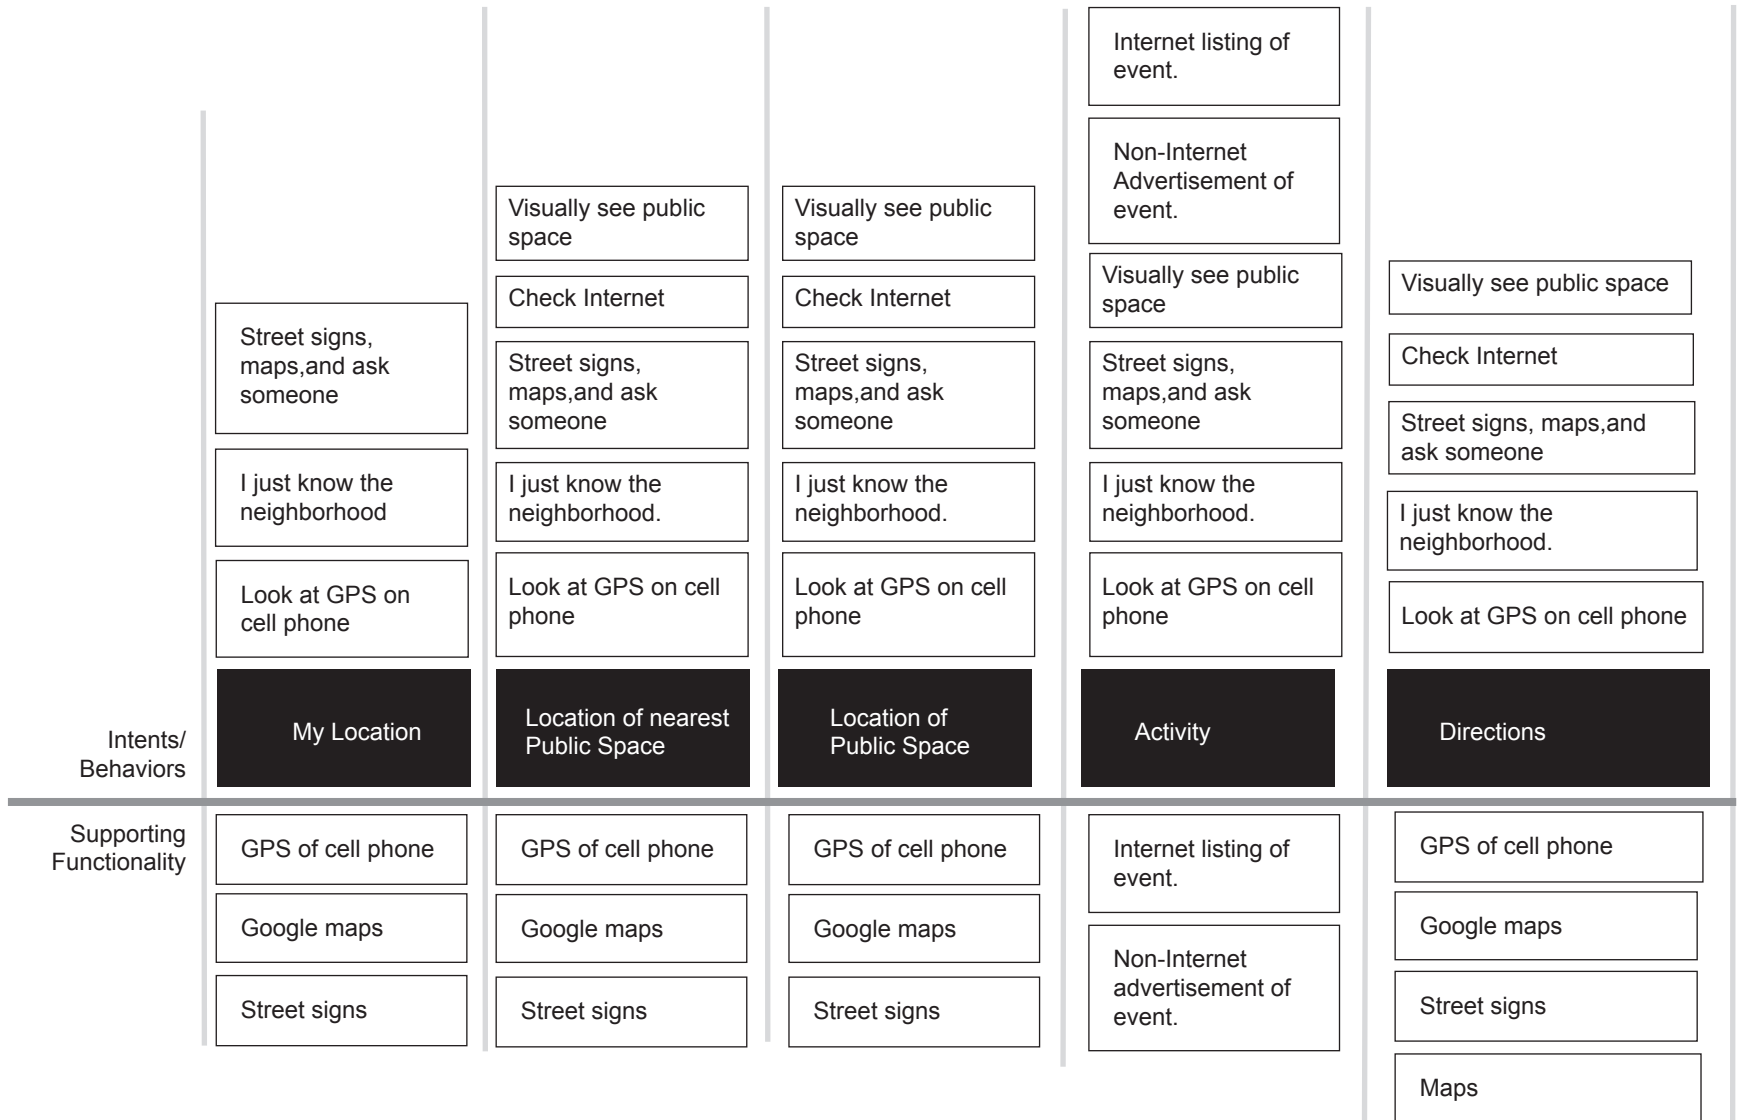 Street signs,
maps,and ask
someone
I just know the
neighborhood
Look at GPS on
cell phone
My Location
Visually see public
space
Check Internet
Street signs,
maps,and ask
someone
I just know the
neighborhood.
Look at GPS on cell
phone
Location of nearest
Public Space
Visually see public
space
Check Internet
Street signs,
maps,and ask
someone
I just know the
neighborhood.
Look at GPS on cell
phone
Location of
Public Space
Internet listing of
event.
Non-Internet
Advertisement of
event.
Visually see public
space
Street signs,
maps,and ask
someone
I just know the
neighborhood.
Look at GPS on cell
phone
Activity
Visually see public space
Check Internet
Street signs, maps,and
ask someone
I just know the
neighborhood.
Look at GPS on cell phone
Directions
Intents/
Behaviors
Supporting
Functionality
GPS of cell phone
Google maps
Street signs
GPS of cell phone
Google maps
Street signs
GPS of cell phone
Google maps
Street signs
Internet listing of
event.
Non-Internet
advertisement of
event.
GPS of cell phone
Google maps
Street signs
Maps